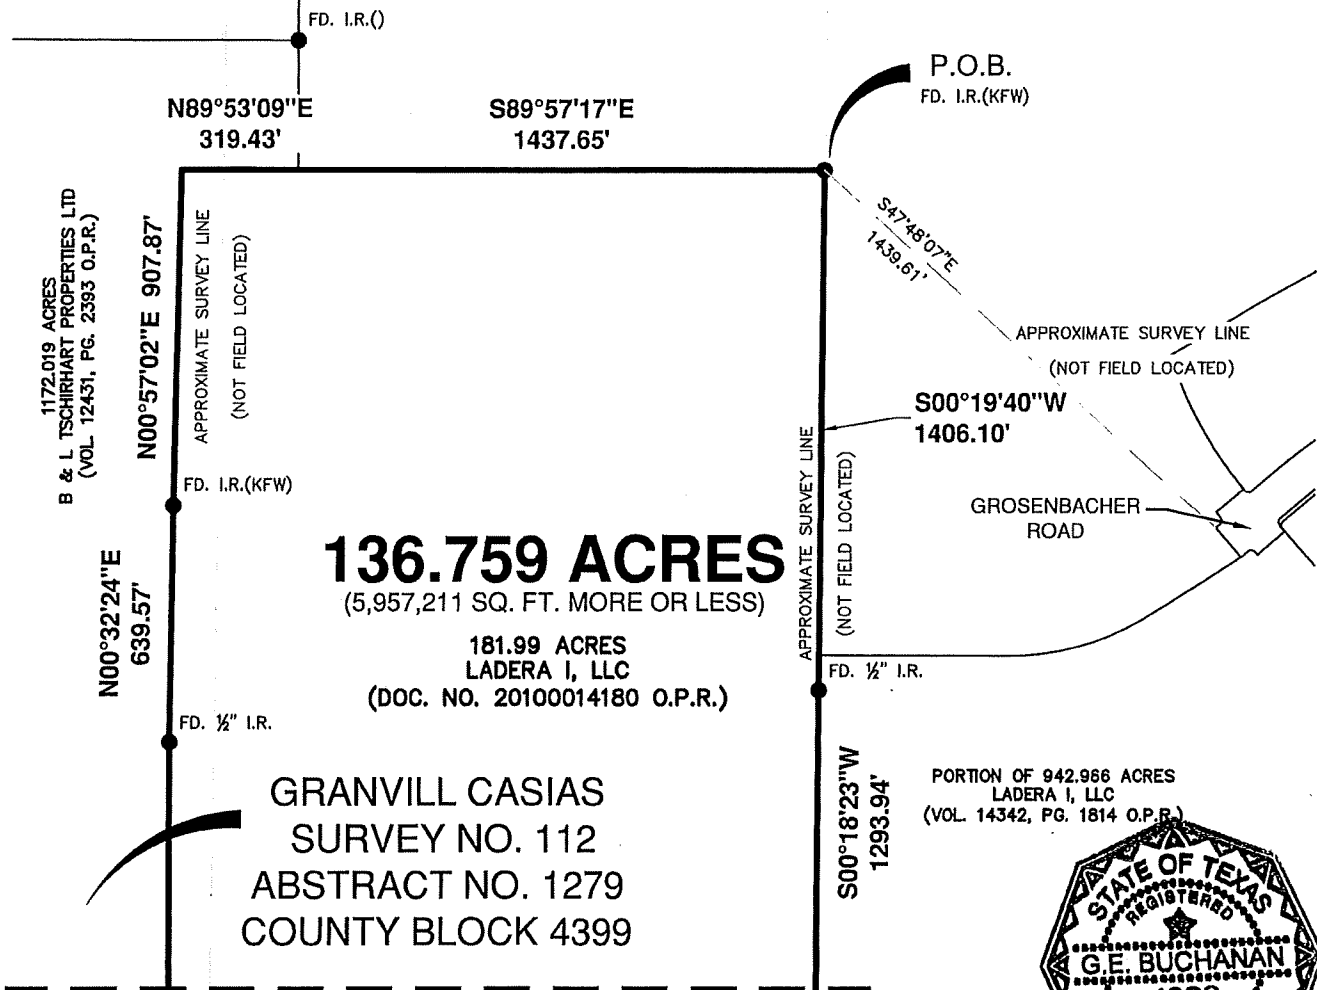 FD. I.R.()
P.O.B.
FD. I.R.(KFW)
N89°53'09"E
319.43'
S89°57'17"E
1437.65'
1172.019 ACRES
B & L TSCHIRHART PROPERTIES LTD
(VOL. 12431, PG. 2393 O.P.R.)
N00°57'02"E 907.87'
APPROXIMATE SURVEY LINE
(NOT FIELD LOCATED)
S47°48'07"E
1439.61'
APPROXIMATE SURVEY LINE
(NOT FIELD LOCATED)
S00°19'40"W
1406.10'
APPROXIMATE SURVEY LINE
(NOT FIELD LOCATED)
FD. I.R.(KFW)
GROSENBACHER
ROAD
136.759 ACRES
(5,957,211 SQ. FT. MORE OR LESS)
181.99 ACRES
LADERA I, LLC
(DOC. NO. 20100014180 O.P.R.)
N00°32'24"E
639.57'
FD. ½" I.R.
FD. ½" I.R.
GRANVILL CASIAS
SURVEY NO. 112
ABSTRACT NO. 1279
COUNTY BLOCK 4399
S00°18'23"W
1293.94'
PORTION OF 942.986 ACRES
LADERA I, LLC
(VOL. 14342, PG. 1814 O.P.R.)
STATE OF TEXAS
REGISTERED
G.E. BUCHANAN